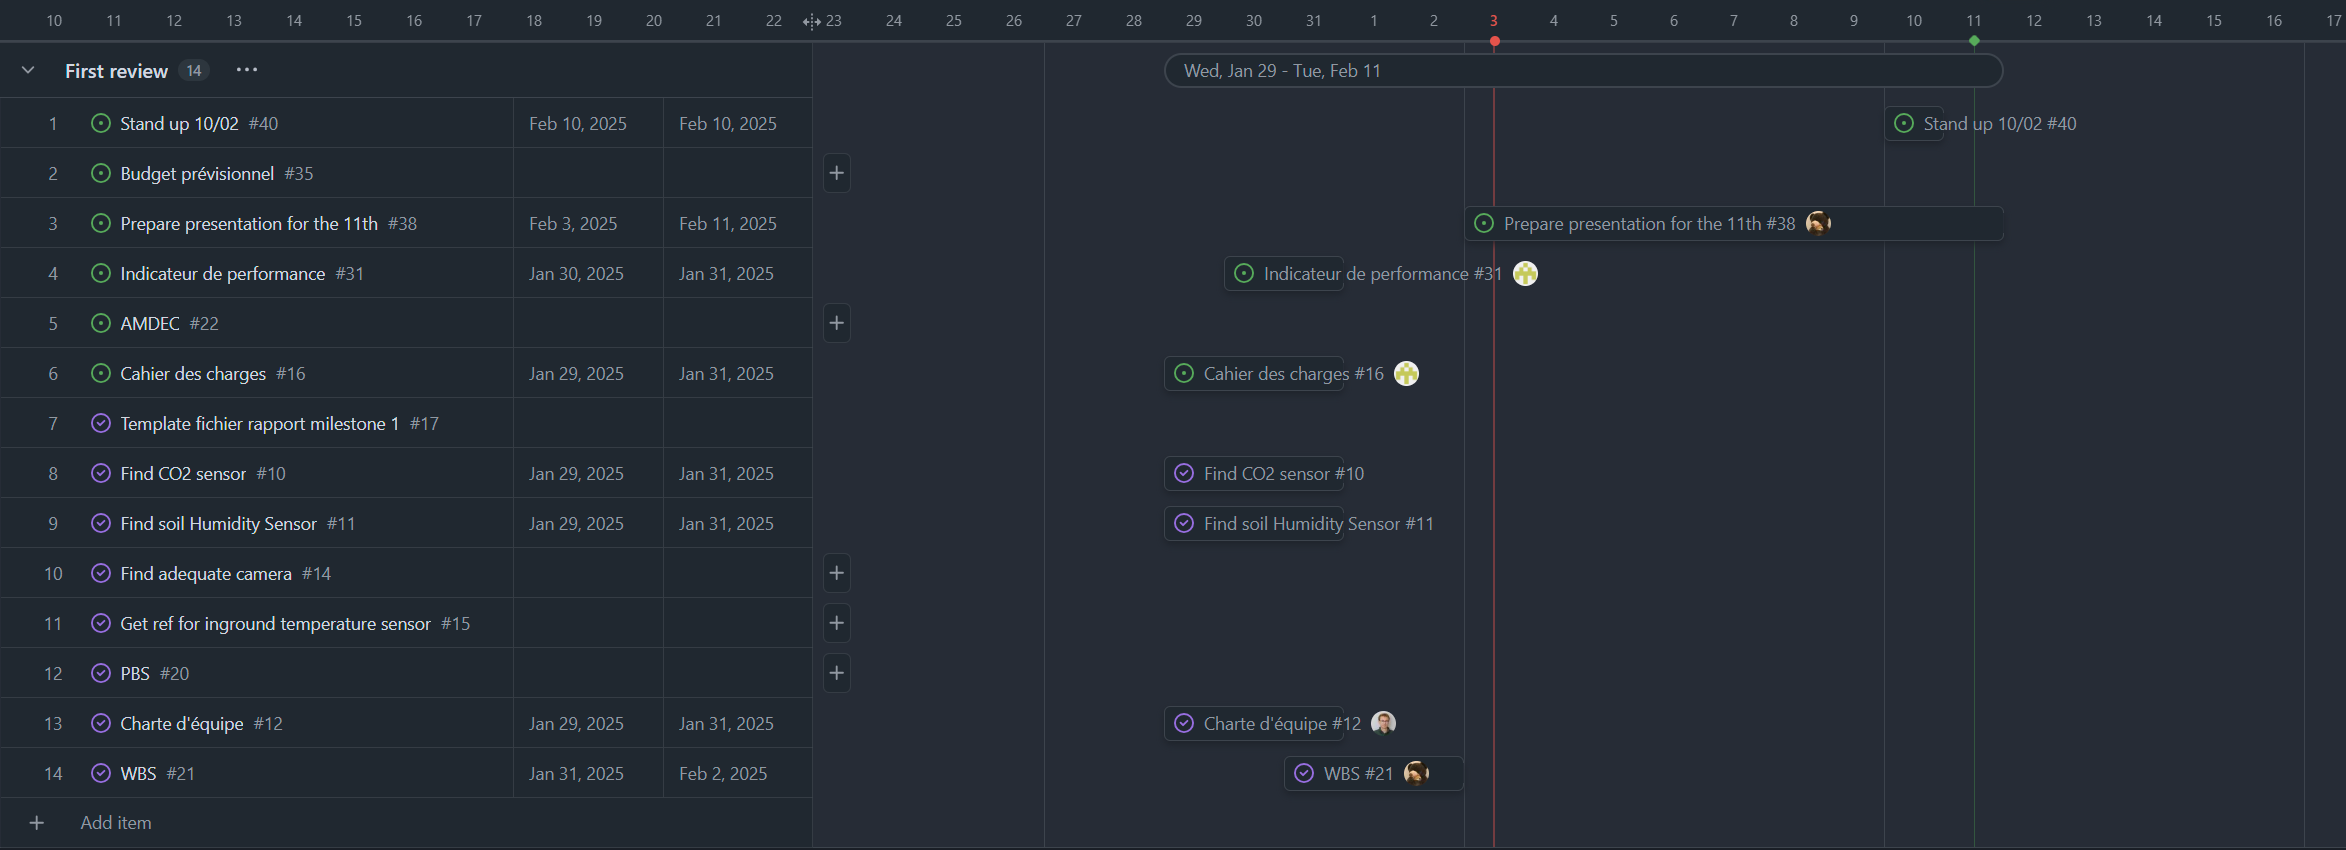 10 11 12 13 14 15 16 17 18 19 20 21 22 23 24 25 26 27 28 29 30 31 1 2 3 4 5 6 7 8 9 10 11 12 13 14 15 16 17
First review 14 ... Wed, Jan 29 - Tue, Feb 11
1 Stand up 10/02 #40 Feb 10, 2025 Feb 10, 2025 Stand up 10/02 #40
2 Budget prévisionnel #35
3 Prepare presentation for the 11th #38 Feb 3, 2025 Feb 11, 2025 Prepare presentation for the 11th #38
4 Indicateur de performance #31 Jan 30, 2025 Jan 31, 2025 Indicateur de performance #31
5 AMDEC #22
6 Cahier des charges #16 Jan 29, 2025 Jan 31, 2025 Cahier des charges #16
7 Template fichier rapport milestone 1 #17
8 Find CO2 sensor #10 Jan 29, 2025 Jan 31, 2025 Find CO2 sensor #10
9 Find soil Humidity Sensor #11 Jan 29, 2025 Jan 31, 2025 Find soil Humidity Sensor #11
10 Find adequate camera #14
11 Get ref for inground temperature sensor #15
12 PBS #20
13 Charte d'équipe #12 Jan 29, 2025 Jan 31, 2025 Charte d'équipe #12
14 WBS #21 Jan 31, 2025 Feb 2, 2025 WBS #21
+ Add item